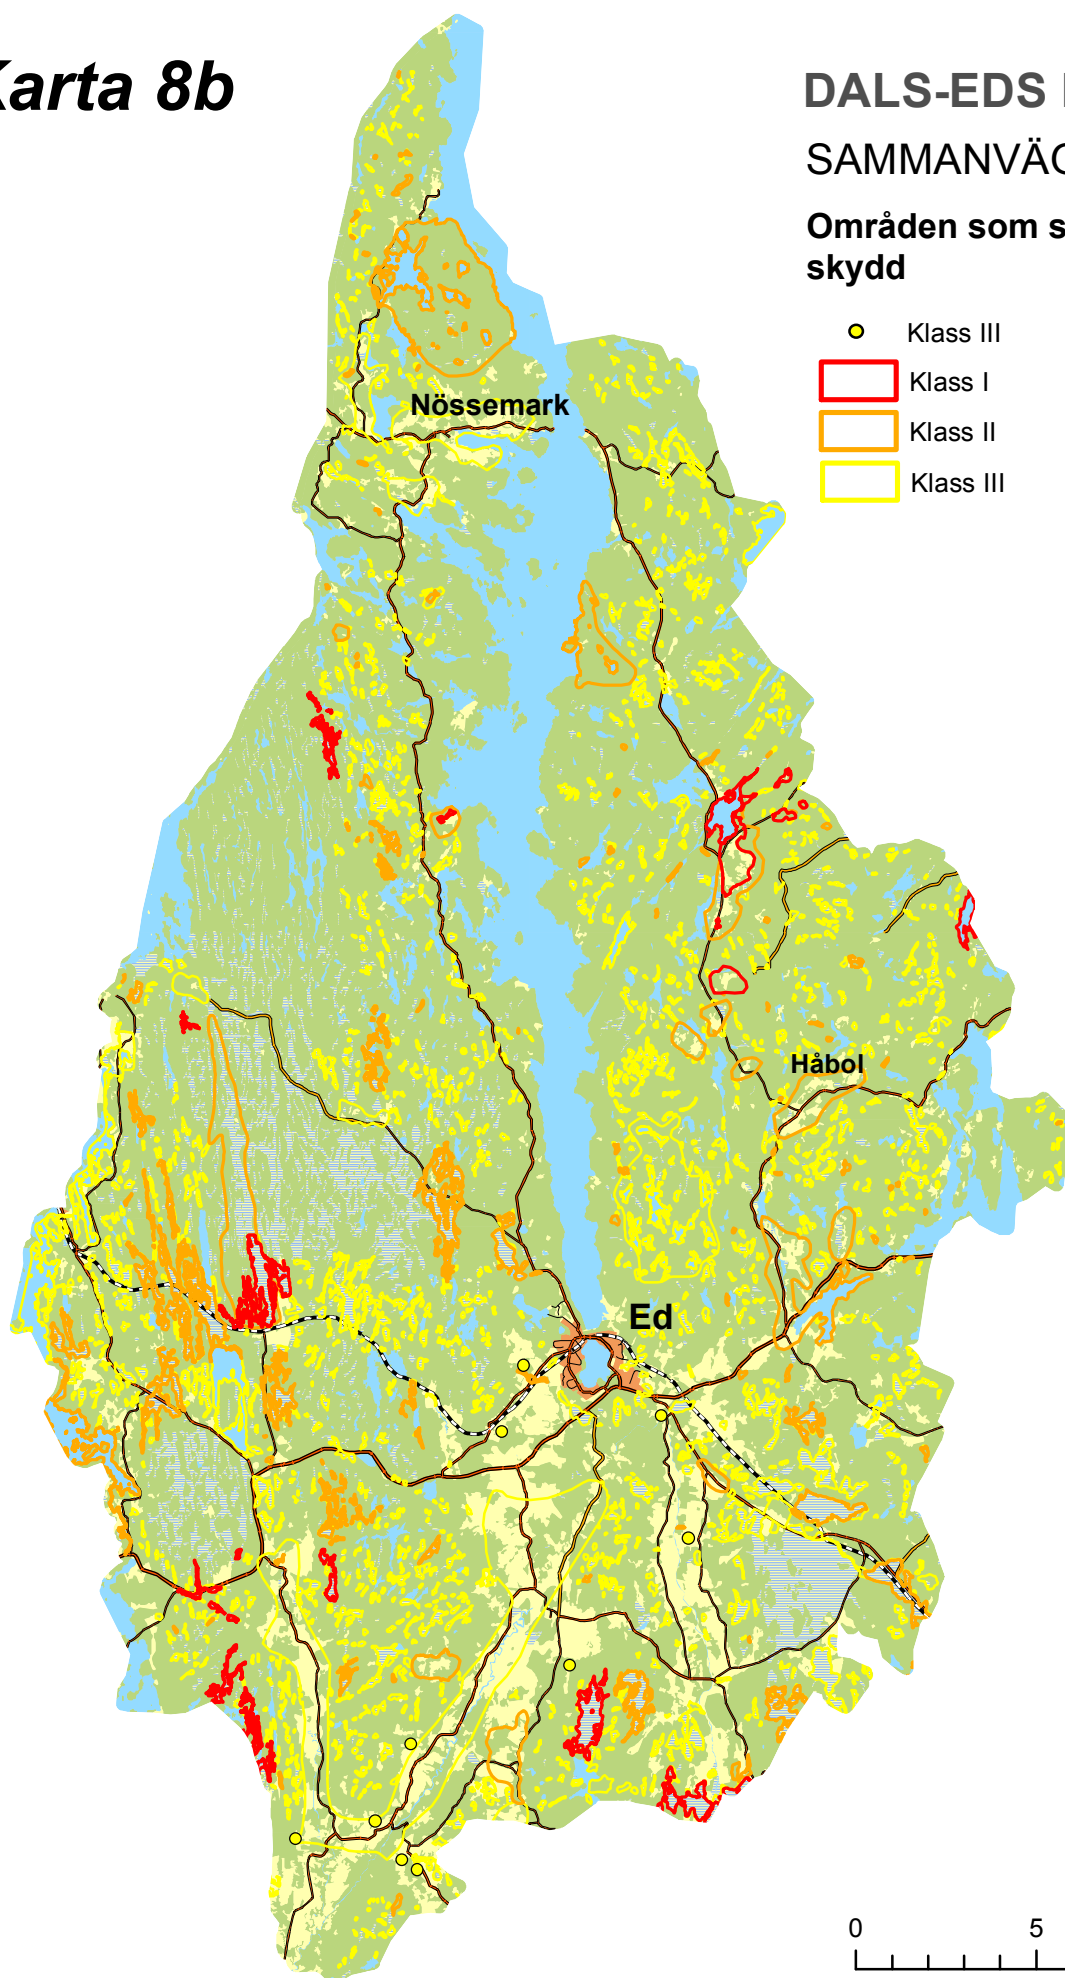 Karta 8b
DALS-EDS
SAMMANVÄG
Områden som s
skydd
Klass III
Klass I
Klass II
Klass III
Nössemark
Håbol
Ed
0 5